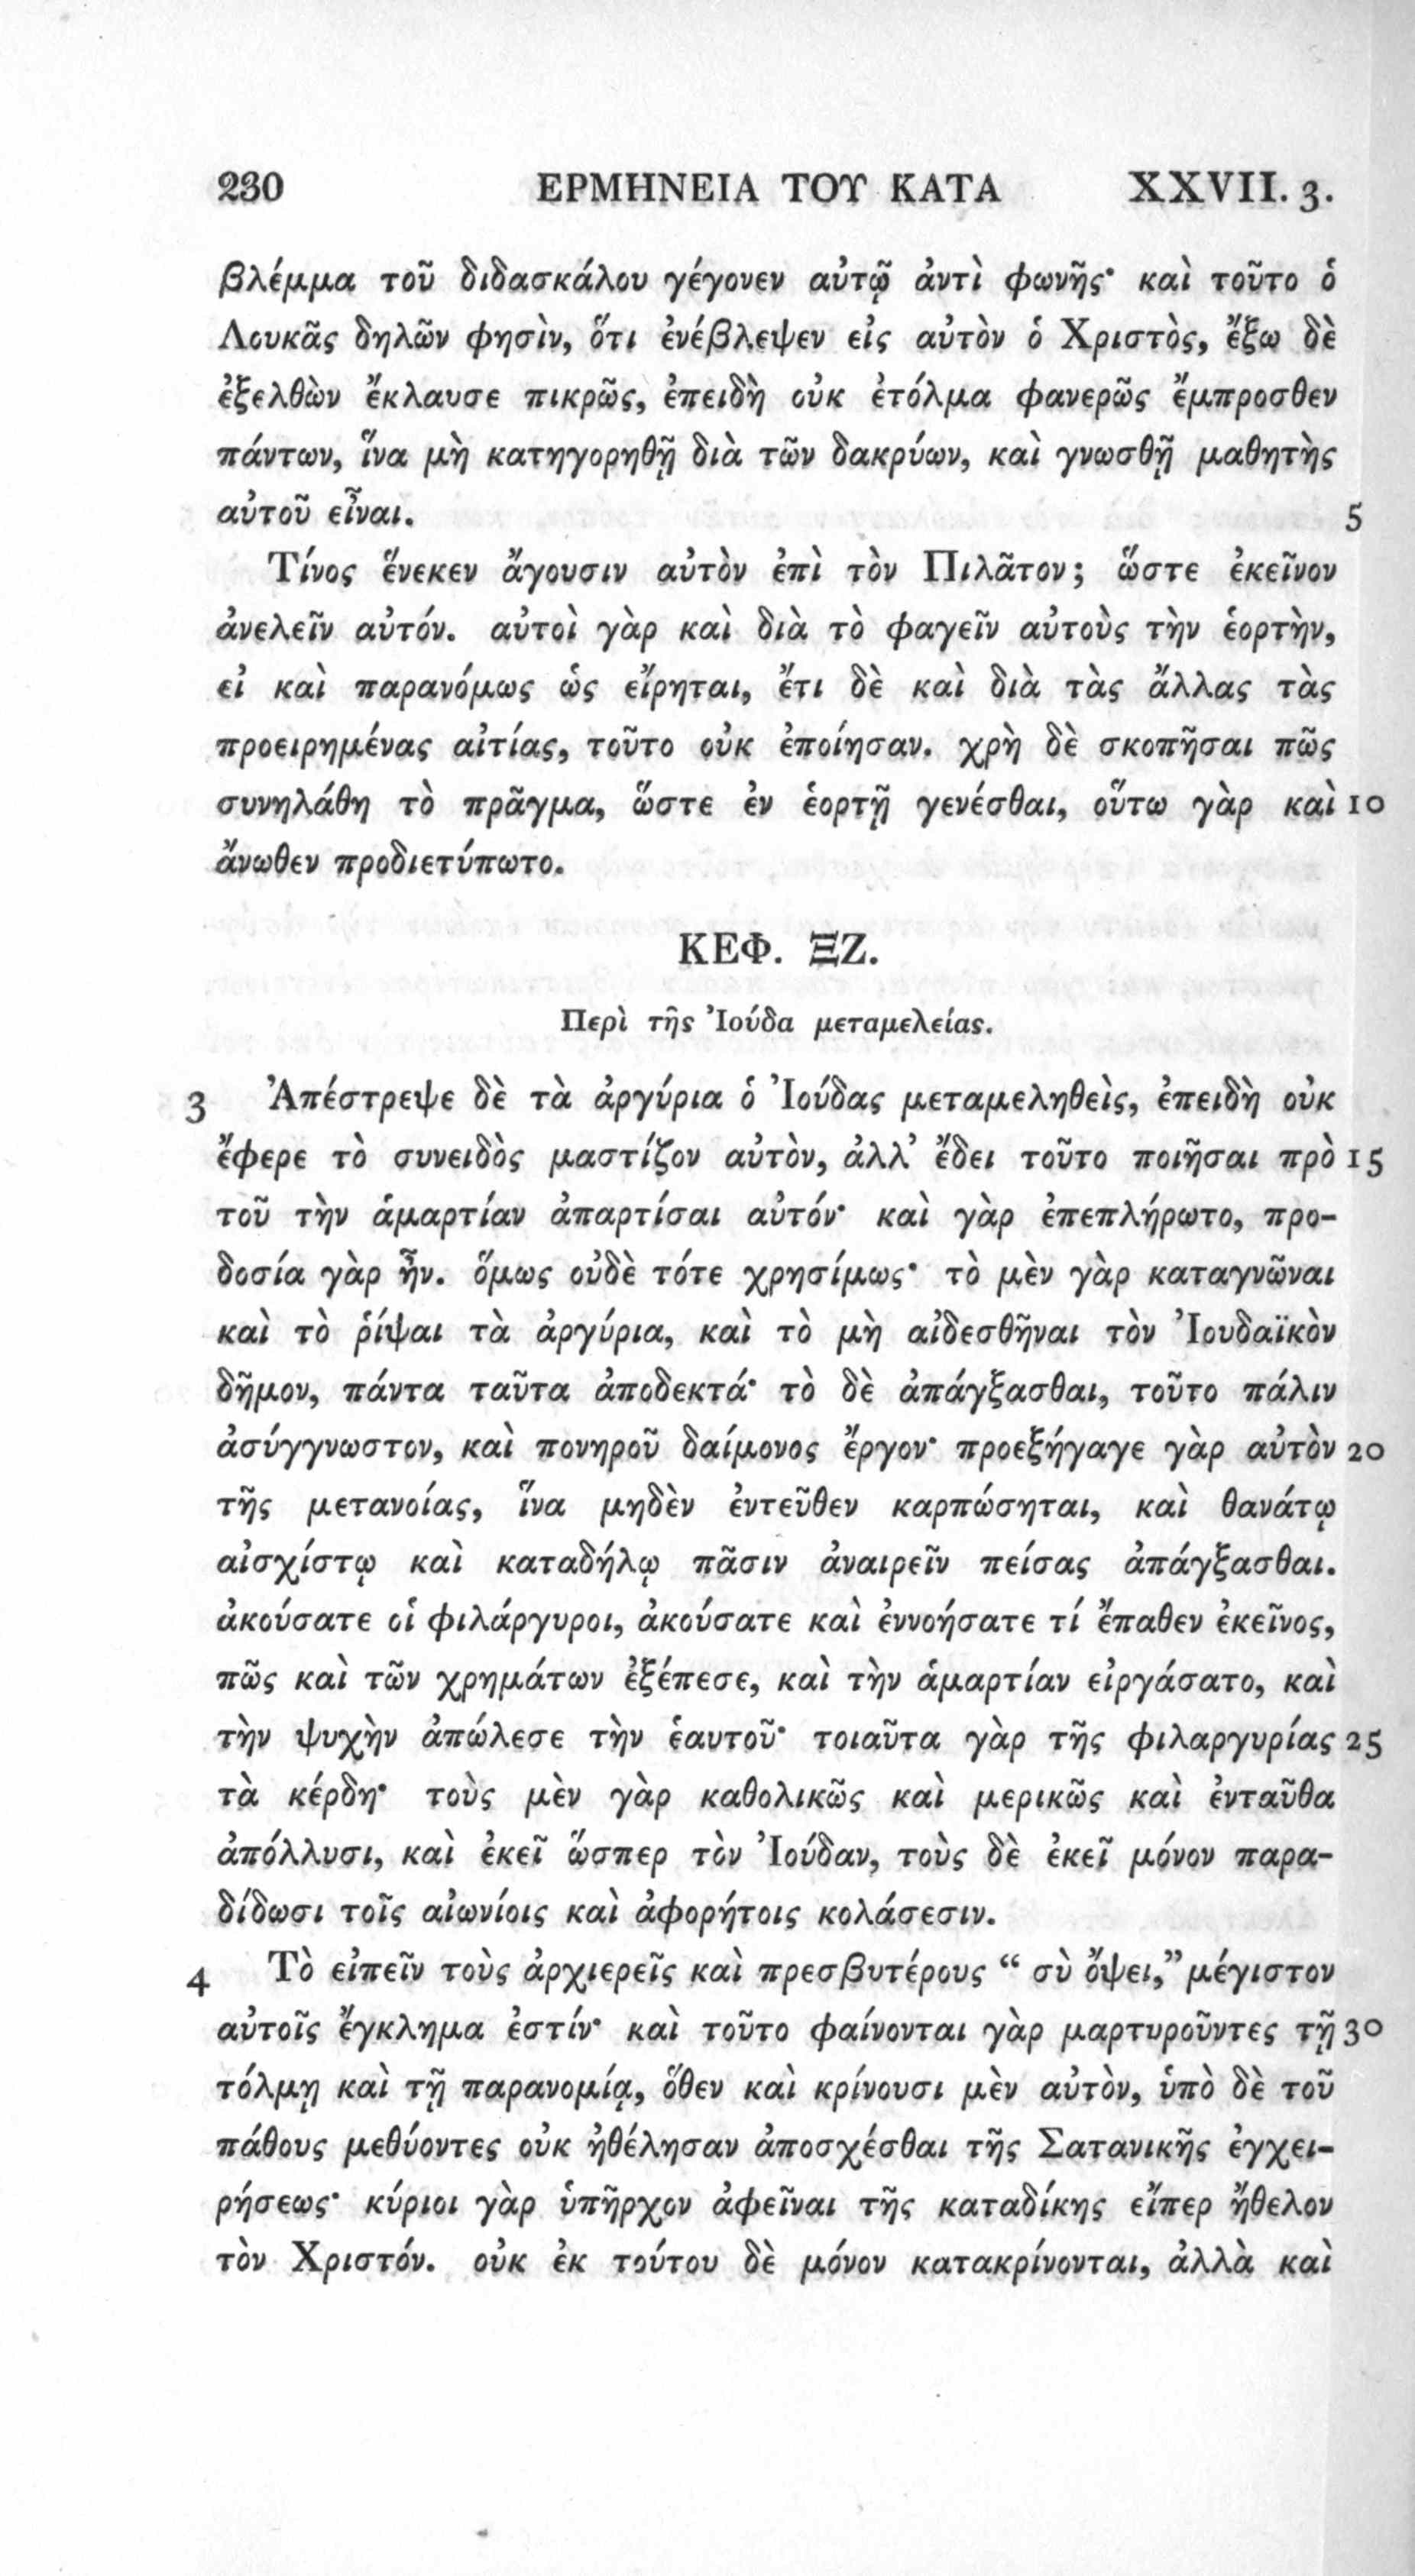 230 ΕΡΜΗΝΕΙΑ ΤΟΥ ΚΑΤΑ XXVII. 3.
βλέμμα τοῦ διδασκάλου γέγονεν αὐτῷ ἀντὶ φωνῆς· καὶ τοῦτο ὁ
Λουκᾶς δηλῶν φησὶν, ὅτι ἐνέβλεψεν εἰς αὐτὸν ὁ Χριστὸς, ἔξω δὲ
ἐξελθὼν ἔκλαυσε πικρῶς, ἐπειδὴ οὐκ ἐτόλμα φανερῶς ἔμπροσθεν
πάντων, ἵνα μὴ κατηγορηθῇ διὰ τῶν δακρύων, καὶ γνωσθῇ μαθητὴς
αὐτοῦ εἶναι. 5
Τίνος ἕνεκεν ἄγουσιν αὐτὸν ἐπὶ τὸν Πιλᾶτον; ὥστε ἐκεῖνον
ἀνελεῖν αὐτόν. αὐτοὶ γὰρ καὶ διὰ τὸ φαγεῖν αὐτοὺς τὴν ἑορτὴν,
εἰ καὶ παρανόμως ὡς εἴρηται, ἔτι δὲ καὶ διὰ τὰς ἄλλας τὰς
προειρημένας αἰτίας, τοῦτο οὐκ ἐποίησαν. χρὴ δὲ σκοπῆσαι πῶς
συνηλάθη τὸ πρᾶγμα, ὥστε ἐν ἑορτῇ γενέσθαι, οὕτω γὰρ καὶ 10
ἄνωθεν προδιετύπωτο.
ΚΕΦ. ΞΖ.
Περὶ τῆς Ἰούδα μεταμελείας.
3 Ἀπέστρεψε δὲ τὰ ἀργύρια ὁ Ἰούδας μεταμεληθεὶς, ἐπειδὴ οὐκ
ἔφερε τὸ συνειδὸς μαστίζον αὐτὸν, ἀλλ’ ἔδει τοῦτο ποιῆσαι πρὸ 15
τοῦ τὴν ἁμαρτίαν ἀπαρτίσαι αὐτόν· καὶ γὰρ ἐπεπλήρωτο, προ-
δοσία γὰρ ἦν. ὅμως οὐδὲ τότε χρησίμως· τὸ μὲν γὰρ καταγνῶναι
καὶ τὸ ῥίψαι τὰ ἀργύρια, καὶ τὸ μὴ αἰδεσθῆναι τὸν Ἰουδαϊκὸν
δῆμον, πάντα ταῦτα ἀποδεκτά· τὸ δὲ ἀπάγξασθαι, τοῦτο πάλιν
ἀσύγγνωστον, καὶ πονηροῦ δαίμονος ἔργον· προεξήγαγε γὰρ αὐτὸν 20
τῆς μετανοίας, ἵνα μηδὲν ἐντεῦθεν καρπώσηται, καὶ θανάτῳ
αἰσχίστῳ καὶ καταδήλῳ πᾶσιν ἀναιρεῖν πείσας ἀπάγξασθαι.
ἀκούσατε οἱ φιλάργυροι, ἀκούσατε καὶ ἐννοήσατε τί ἔπαθεν ἐκεῖνος,
πῶς καὶ τῶν χρημάτων ἐξέπεσε, καὶ τὴν ἁμαρτίαν εἰργάσατο, καὶ
τὴν ψυχὴν ἀπώλεσε τὴν ἑαυτοῦ· τοιαῦτα γὰρ τῆς φιλαργυρίας 25
τὰ κέρδη· τοὺς μὲν γὰρ καθολικῶς καὶ μερικῶς καὶ ἐνταῦθα
ἀπόλλυσι, καὶ ἐκεῖ ὥσπερ τὸν Ἰούδαν, τοὺς δὲ ἐκεῖ μόνον παρα-
δίδωσι τοῖς αἰωνίοις καὶ ἀφορήτοις κολάσεσιν.
4 Τὸ εἰπεῖν τοὺς ἀρχιερεῖς καὶ πρεσβυτέρους “ σὺ ὄψει,” μέγιστον
αὐτοῖς ἔγκλημα ἐστίν· καὶ τοῦτο φαίνονται γὰρ μαρτυροῦντες τῇ 30
τόλμῃ καὶ τῇ παρανομίᾳ, ὅθεν καὶ κρίνουσι μὲν αὐτὸν, ὑπὸ δὲ τοῦ
πάθους μεθύοντες οὐκ ἠθέλησαν ἀποσχέσθαι τῆς Σατανικῆς ἐγχει-
ρήσεως· κύριοι γὰρ ὑπῆρχον ἀφεῖναι τῆς καταδίκης εἴπερ ἤθελον
τὸν Χριστόν. οὐκ ἐκ τούτου δὲ μόνον κατακρίνονται, ἀλλὰ καὶ